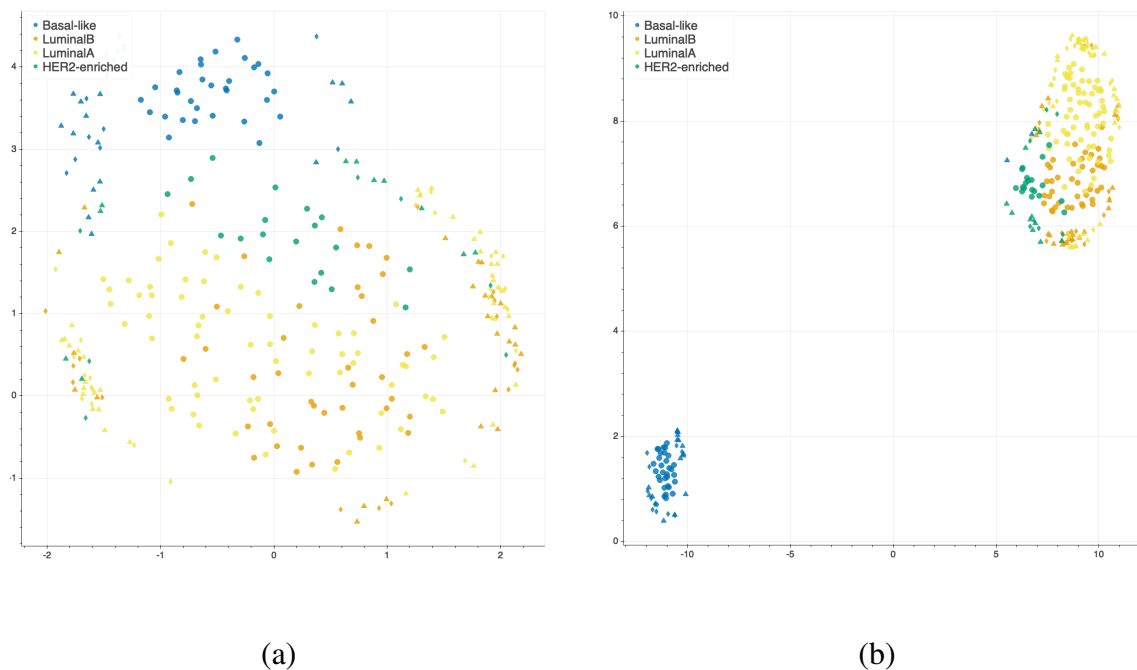 Basal-like
LuminalB
LuminalA
HER2-enriched
4
3
2
1
0
-1
-2
-1
0
1
2
(a)
Basal-like
LuminalB
LuminalA
HER2-enriched
10
8
6
4
2
0
-10
-5
0
5
10
(b)